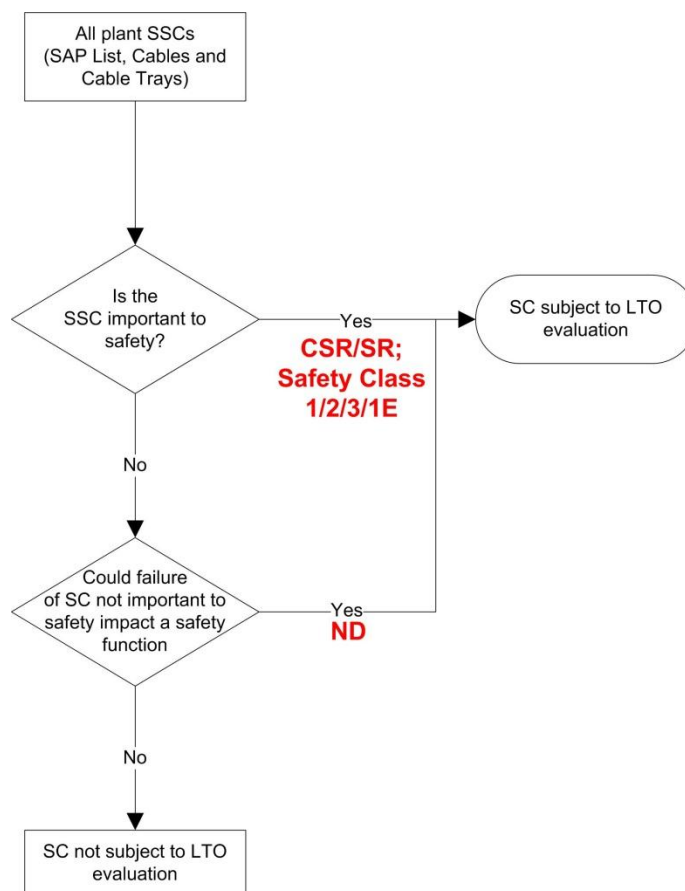 All plant SSCs
(SAP List, Cables and
Cable Trays)
Is the
SSC important to
safety?
Yes
CSR/SR;
Safety Class
1/2/3/1E
SC subject to LTO
evaluation
No
Could failure
of SC not important to
safety impact a safety
function
Yes
ND
No
SC not subject to LTO
evaluation